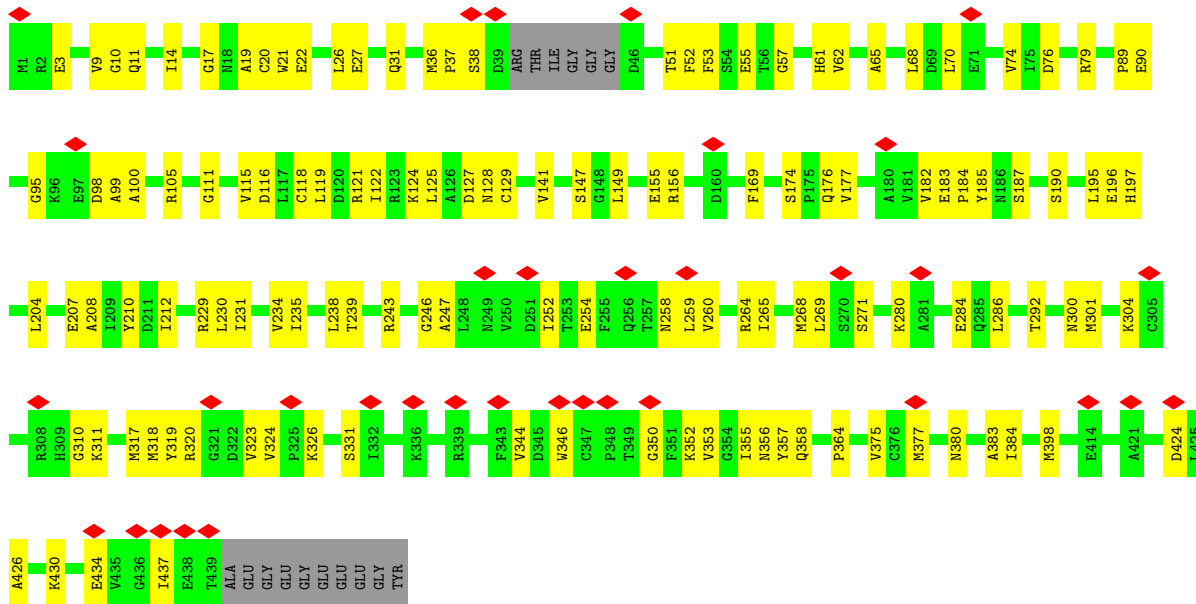 M1 R2 E3 V9 G10 Q11 I14 G17 N18 A19 C20 W21 E22 L26 E27 Q31 M36 P37 S38 D39 ARG THR ILE GLY GLY GLY D46 T51 F52 F53 S54 E55 T56 G57 H61 V62 A65 L68 D69 L70 E71 V74 I75 D76 R79 P89 E90
G95 K96 E97 D98 A99 A100 R105 G111 V115 D116 L117 C118 L119 D120 R121 I122 R123 K124 L125 A126 D127 N128 C129 V141 S147 G148 L149 E155 R156 D160 F169 S174 P175 Q176 V177 A180 V181 V182 E183 P184 Y185 N186 S187 S190 L195 E196 H197
L204 E207 A208 I209 Y210 D211 I212 R229 L230 I231 V234 I235 L238 T239 R243 G246 A247 L248 N249 V250 D251 I252 T253 E254 F255 Q256 T257 N258 L259 V260 R264 I265 M268 L269 S270 S271 K280 A281 E284 Q285 L286 T292 N300 M301 K304 C305
R308 H309 G310 K311 M317 M318 Y319 R320 G321 D322 V323 V324 P325 K326 S331 I332 K336 R339 F343 V344 D345 W346 C347 P348 T349 G350 F351 K352 V353 G354 I355 N356 Y357 Q358 P364 V375 C376 M377 N380 A383 I384 M398 E414 A421 D424 L425
A426 K430 E434 V435 G436 I437 E438 T439 ALA GLU GLY GLU GLY GLU GLU GLU GLY TYR